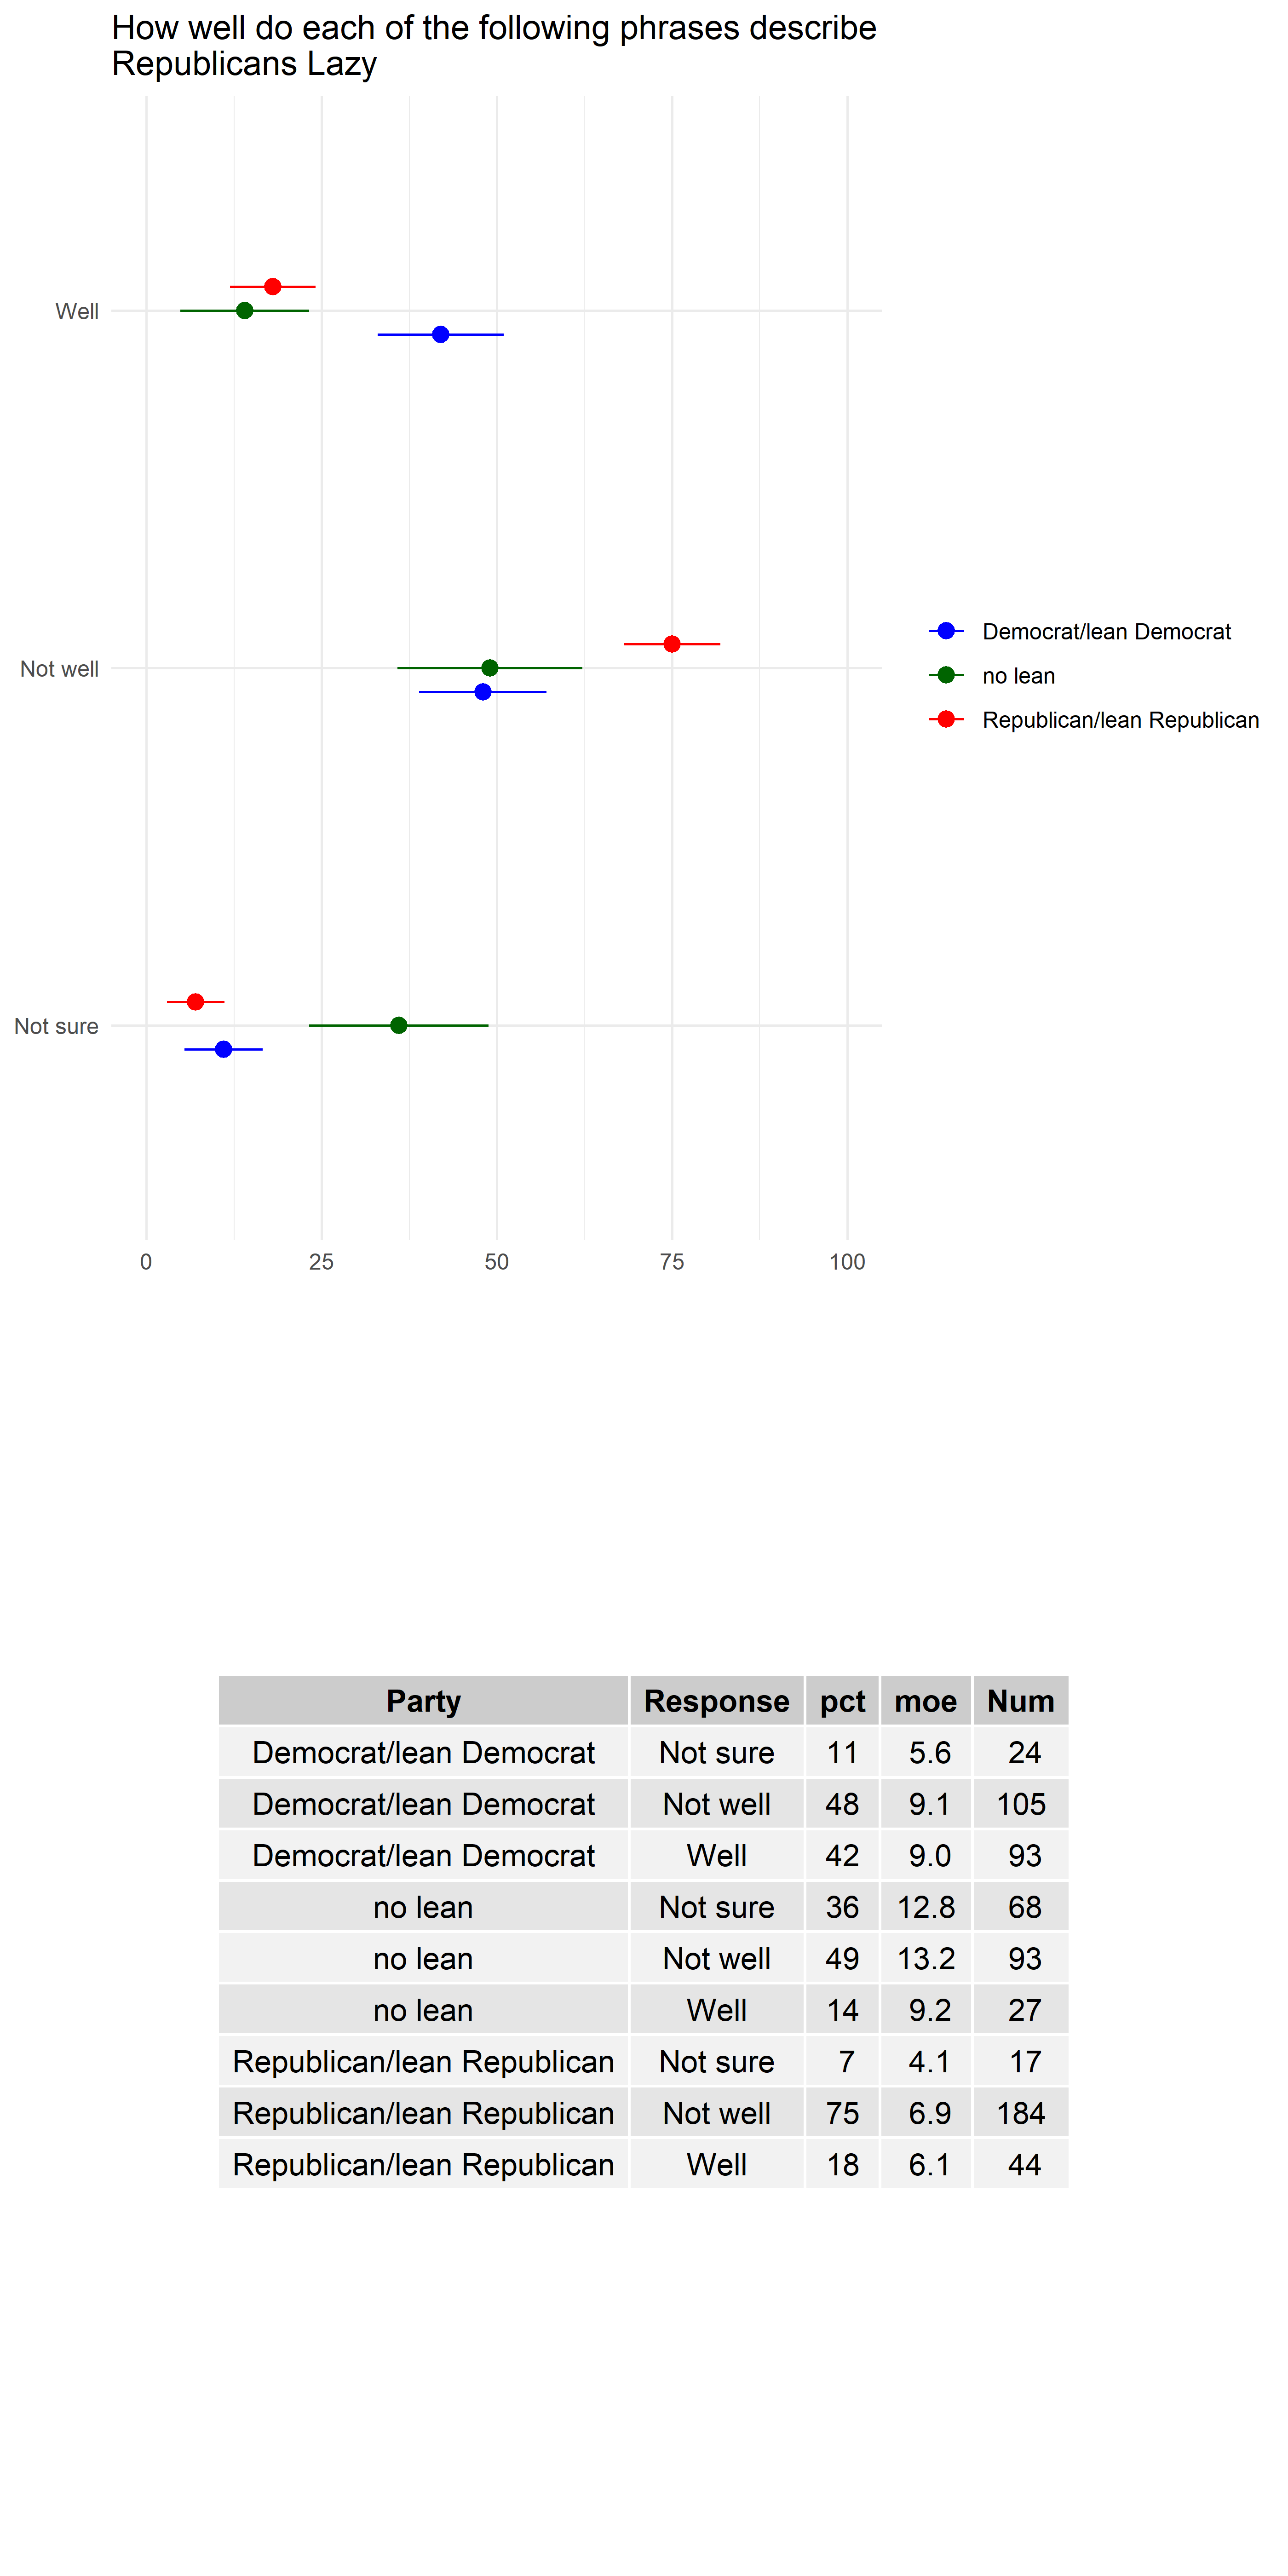 How well do each of the following phrases describe
Republicans Lazy
Well
Not well
Not sure
0 25 50 75 100
Democrat/lean Democrat
no lean
Republican/lean Republican
Party Response pct moe Num
Democrat/lean Democrat Not sure 11 5.6 24
Democrat/lean Democrat Not well 48 9.1 105
Democrat/lean Democrat Well 42 9.0 93
no lean Not sure 36 12.8 68
no lean Not well 49 13.2 93
no lean Well 14 9.2 27
Republican/lean Republican Not sure 7 4.1 17
Republican/lean Republican Not well 75 6.9 184
Republican/lean Republican Well 18 6.1 44